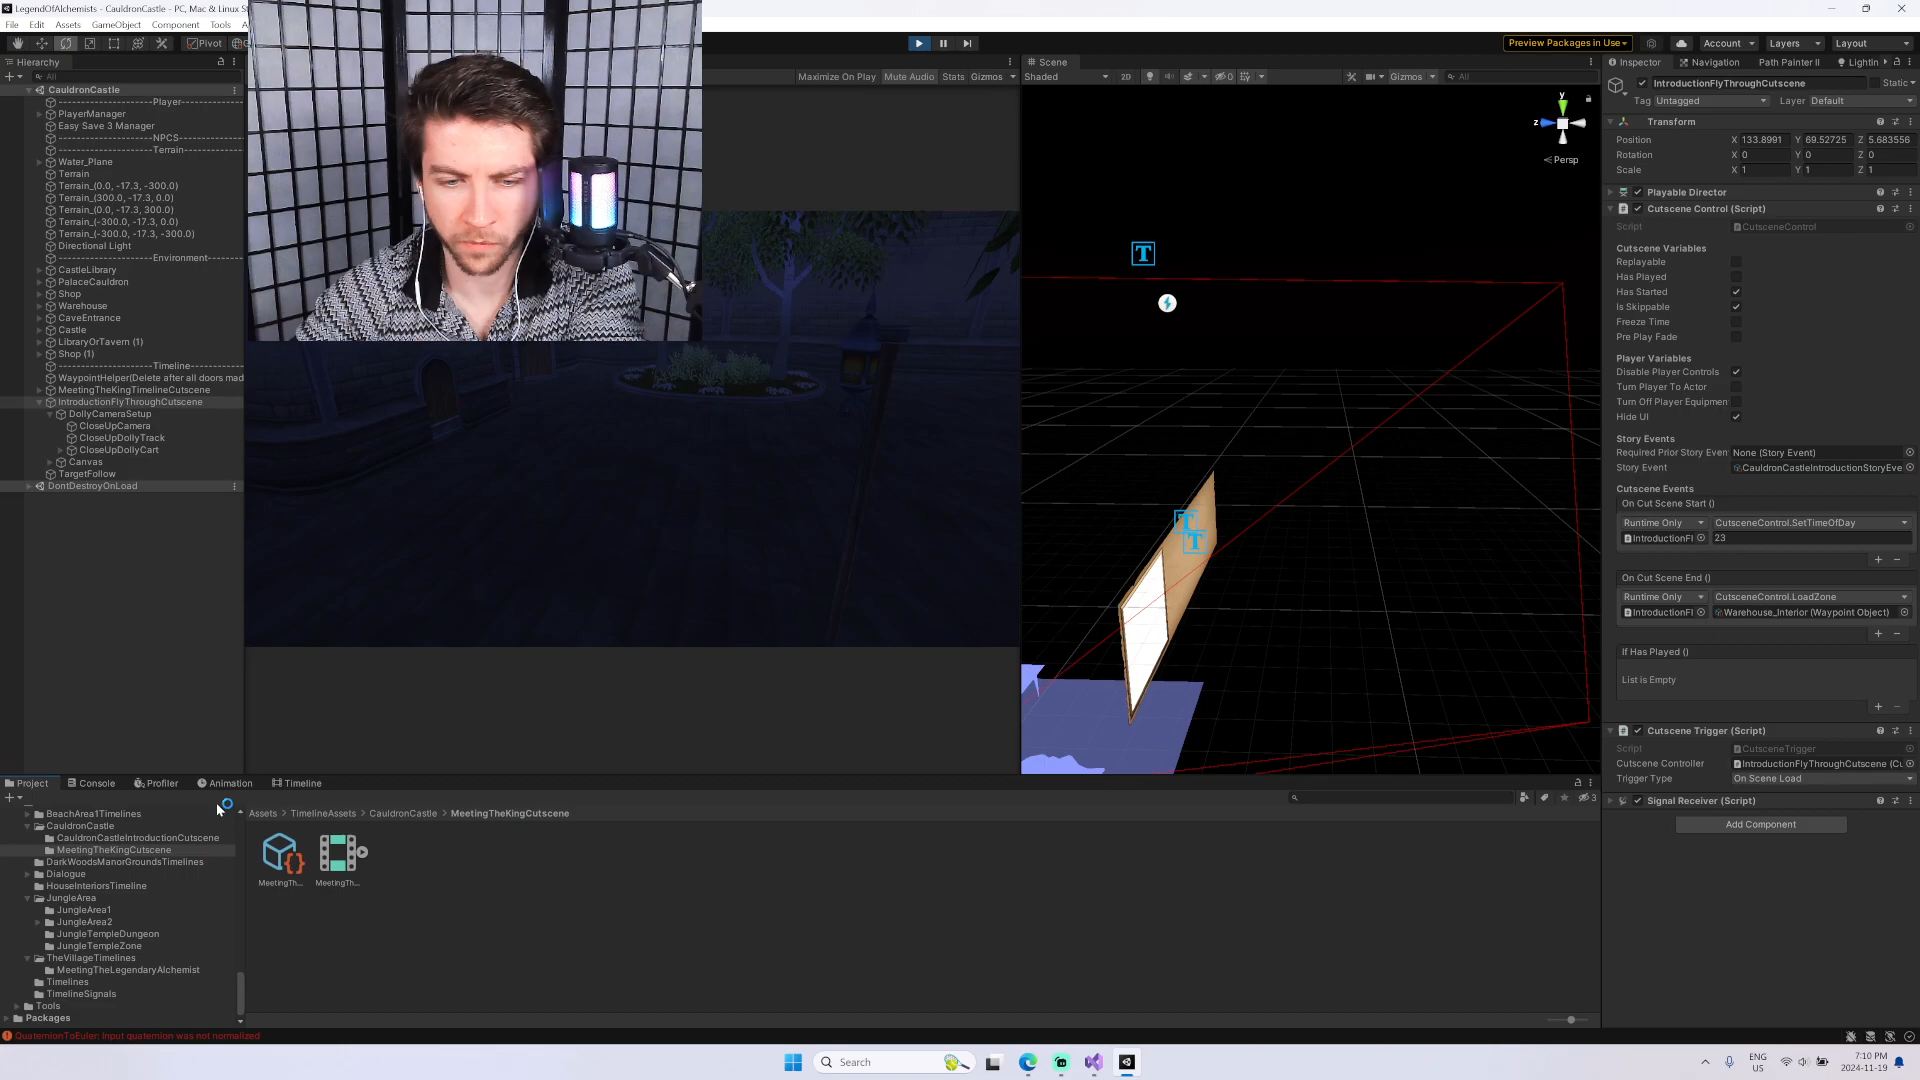 LegendOfAlchemists - CauldronCastle - PC, Mac & Linux St
File Edit Assets GameObject Component Tools
Pivot
Preview Packages in Use
Account
Layers
Layout
Hierarchy
All
CauldronCastle
--------------------Player---------
PlayerManager
Easy Save 3 Manager
--------------------NPCS----------
--------------------Terrain---------
Water_Plane
Terrain
Terrain_(0.0, -17.3, -300.0)
Terrain_(300.0, -17.3, 0.0)
Terrain_(0.0, -17.3, 300.0)
Terrain_(-300.0, -17.3, 0.0)
Terrain_(-300.0, -17.3, -300.0)
Directional Light
--------------------Environment-----
CastleLibrary
PalaceCauldron
Shop
Warehouse
CaveEntrance
Castle
LibraryOrTavern (1)
Shop (1)
--------------------Timeline--------
WaypointHelper(Delete after all doors mad
MeetingTheKingTimelineCutscene
IntroductionFlyThroughCutscene
DollyCameraSetup
CloseUpCamera
CloseUpDollyTrack
CloseUpDollyCart
Canvas
TargetFollow
DontDestroyOnLoad
Maximize On Play Mute Audio Stats Gizmos
Scene
Shaded
2D
0
Gizmos
All
y
z
Persp
T
T
T
Inspector Navigation Path Painter II Lightin
IntroductionFlyThroughCutscene Static
Tag Untagged Layer Default
Transform
Position X 133.8991 Y 69.52725 Z 5.683556
Rotation X 0 Y 0 Z 0
Scale X 1 Y 1 Z 1
Playable Director
Cutscene Control (Script)
Script CutsceneControl
Cutscene Variables
Replayable
Has Played
Has Started
Is Skippable
Freeze Time
Pre Play Fade
Player Variables
Disable Player Controls
Turn Player To Actor
Turn Off Player Equipmen
Hide UI
Story Events
Required Prior Story Even None (Story Event)
Story Event CauldronCastleIntroductionStoryEve
Cutscene Events
On Cut Scene Start ()
Runtime Only CutsceneControl.SetTimeOfDay
IntroductionFl 23
+ −
On Cut Scene End ()
Runtime Only CutsceneControl.LoadZone
IntroductionFl Warehouse_Interior (Waypoint Object)
+ −
If Has Played ()
List is Empty
+ −
Cutscene Trigger (Script)
Script CutsceneTrigger
Cutscene Controller IntroductionFlyThroughCutscene (Cu
Trigger Type On Scene Load
Signal Receiver (Script)
Add Component
Project Console Profiler Animation Timeline
3
BeachArea1Timelines
CauldronCastle
CauldronCastleIntroductionCutscene
MeetingTheKingCutscene
DarkWoodsManorGroundsTimelines
Dialogue
HouseInteriorsTimeline
JungleArea
JungleArea1
JungleArea2
JungleTempleDungeon
JungleTempleZone
TheVillageTimelines
MeetingTheLegendaryAlchemist
Timelines
TimelineSignals
Tools
Packages
Assets > TimelineAssets > CauldronCastle > MeetingTheKingCutscene
MeetingTh...
MeetingTh...
QuaternionToEuler: Input quaternion was not normalized
Search
ENG
US
7:10 PM
2024-11-19